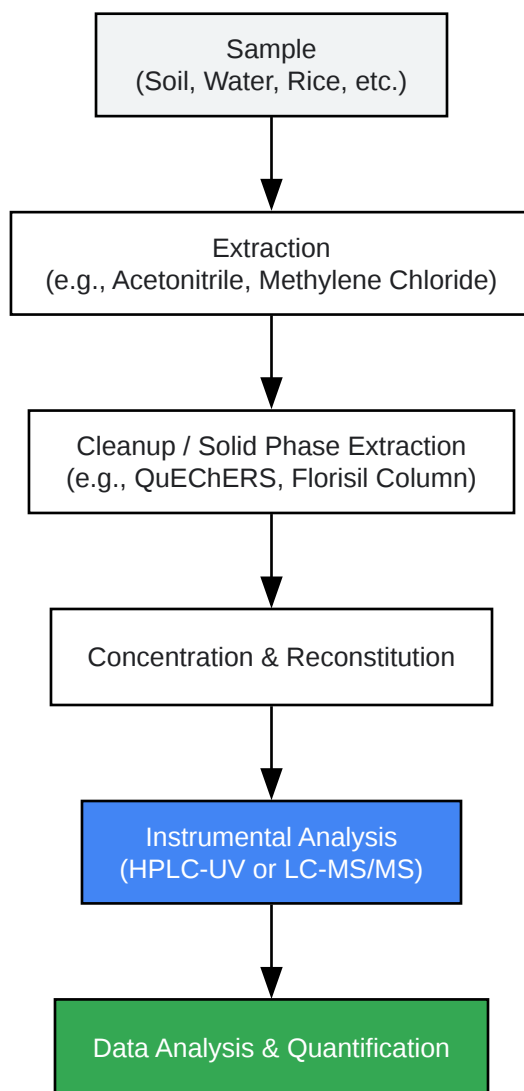 Sample
(Soil, Water, Rice, etc.)
Extraction
(e.g., Acetonitrile, Methylene Chloride)
Cleanup / Solid Phase Extraction
(e.g., QuEChERS, Florisil Column)
Concentration & Reconstitution
Instrumental Analysis
(HPLC-UV or LC-MS/MS)
Data Analysis & Quantification